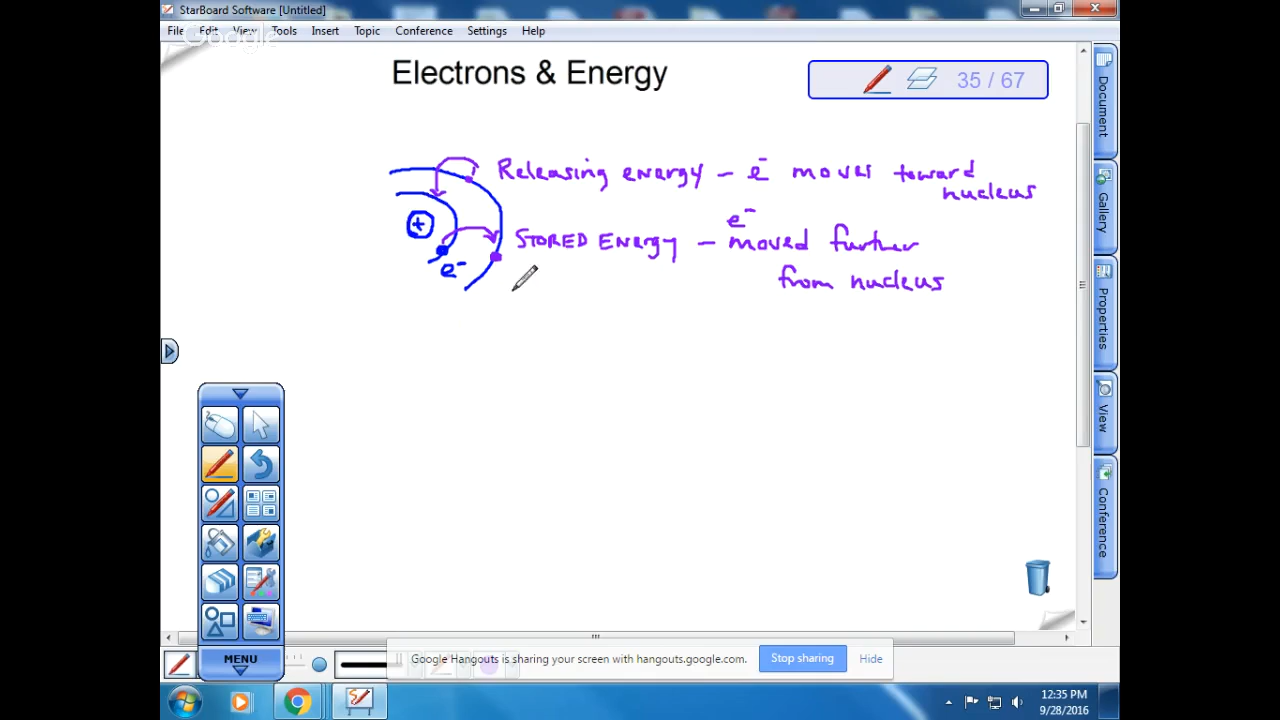 StarBoard Software [Untitled]
File Edit View Tools Insert Topic Conference Settings Help
Google
Electrons & Energy
35 / 67
Releasing energy – e⁻ moves toward
nucleus
+
e⁻
STORED Energy – moved further
from nucleus
e⁻
Document
Gallery
Properties
View
Conference
MENU
Google Hangouts is sharing your screen with hangouts.google.com.
Stop sharing
Hide
12:35 PM
9/28/2016